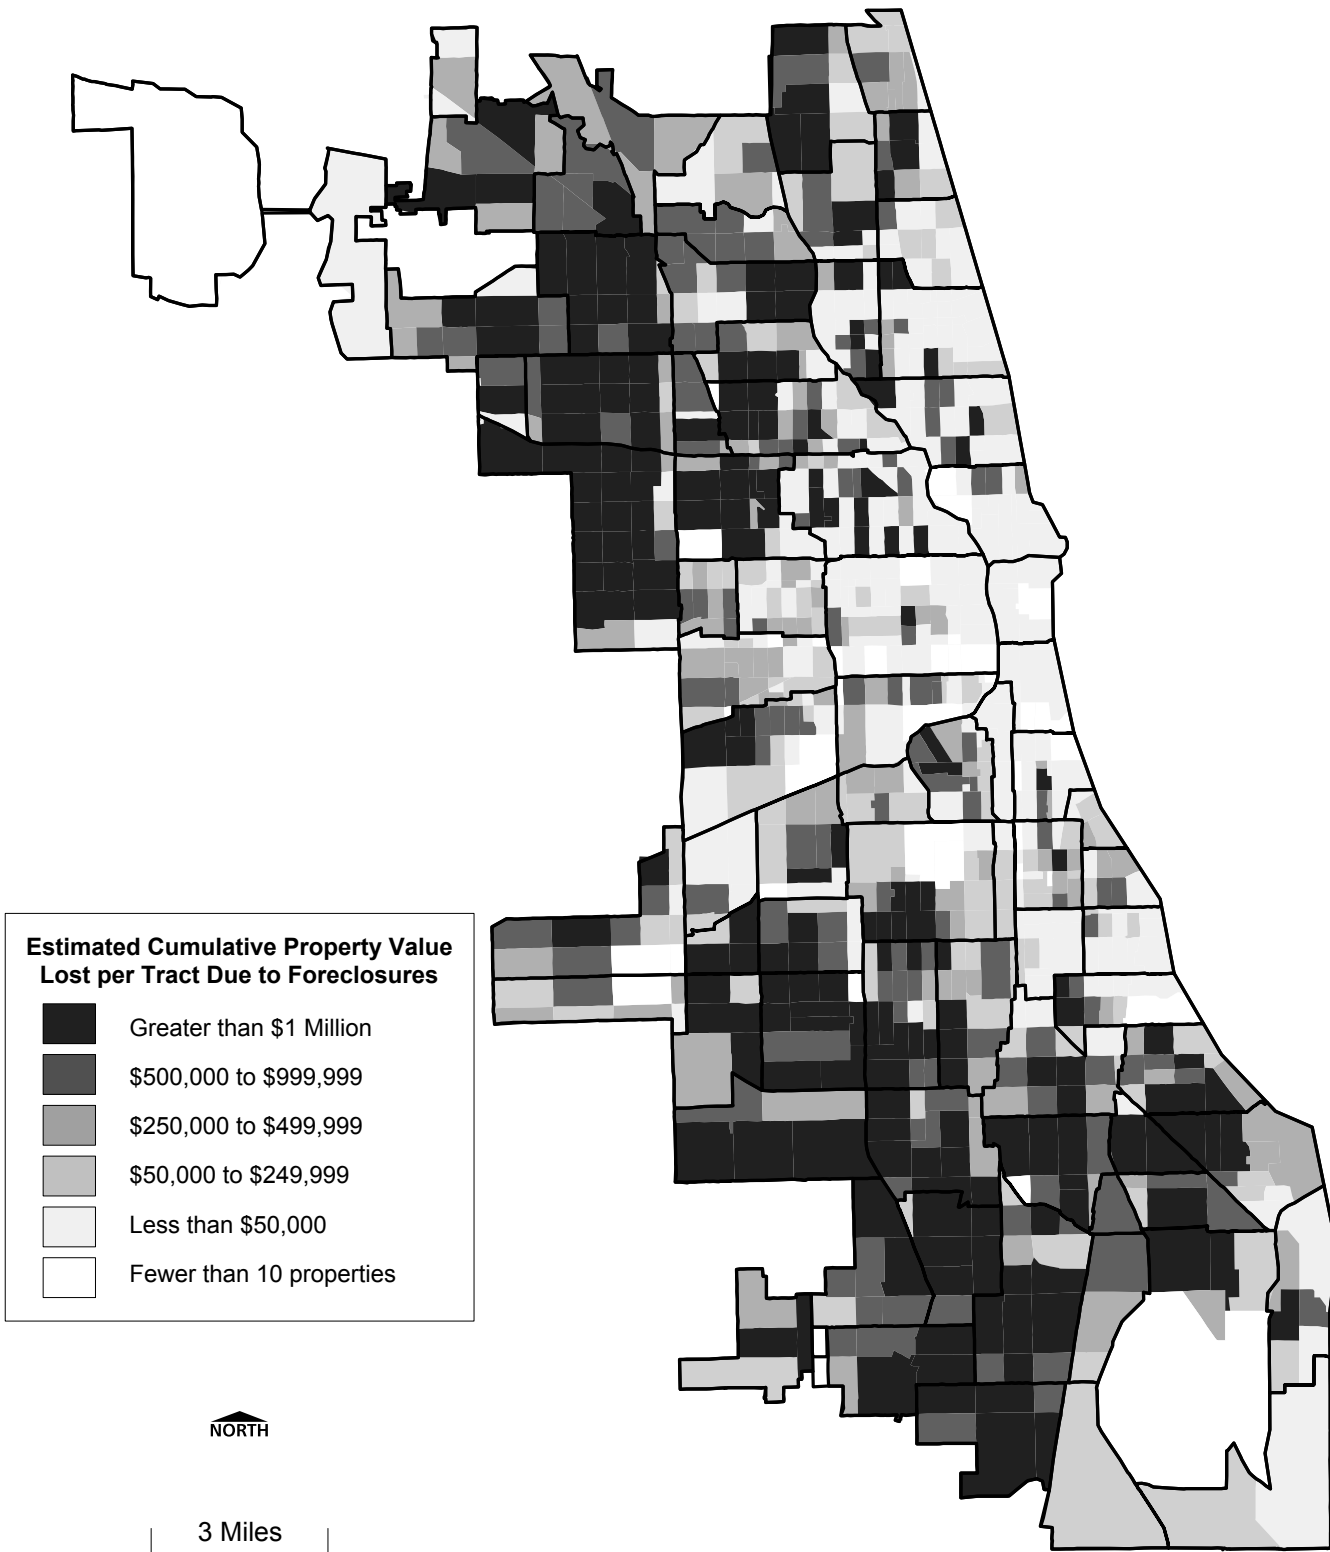 Estimated Cumulative Property Value
Lost per Tract Due to Foreclosures
Greater than $1 Million
$500,000 to $999,999
$250,000 to $499,999
$50,000 to $249,999
Less than $50,000
Fewer than 10 properties
NORTH
3 Miles